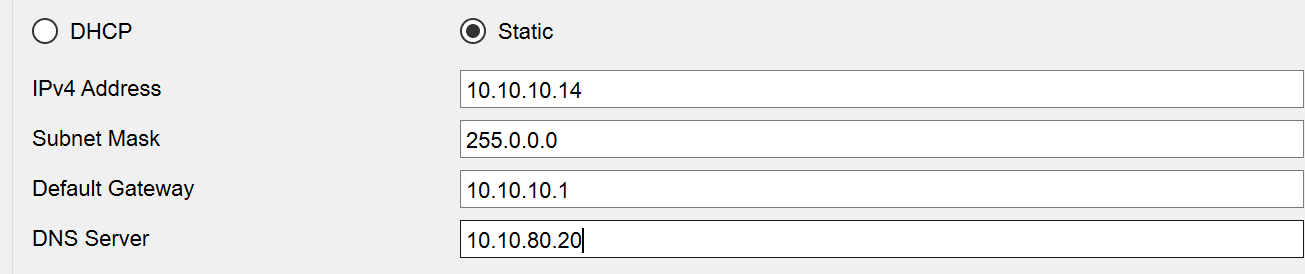 DHCP Static
IPv4 Address 10.10.10.14
Subnet Mask 255.0.0.0
Default Gateway 10.10.10.1
DNS Server 10.10.80.20